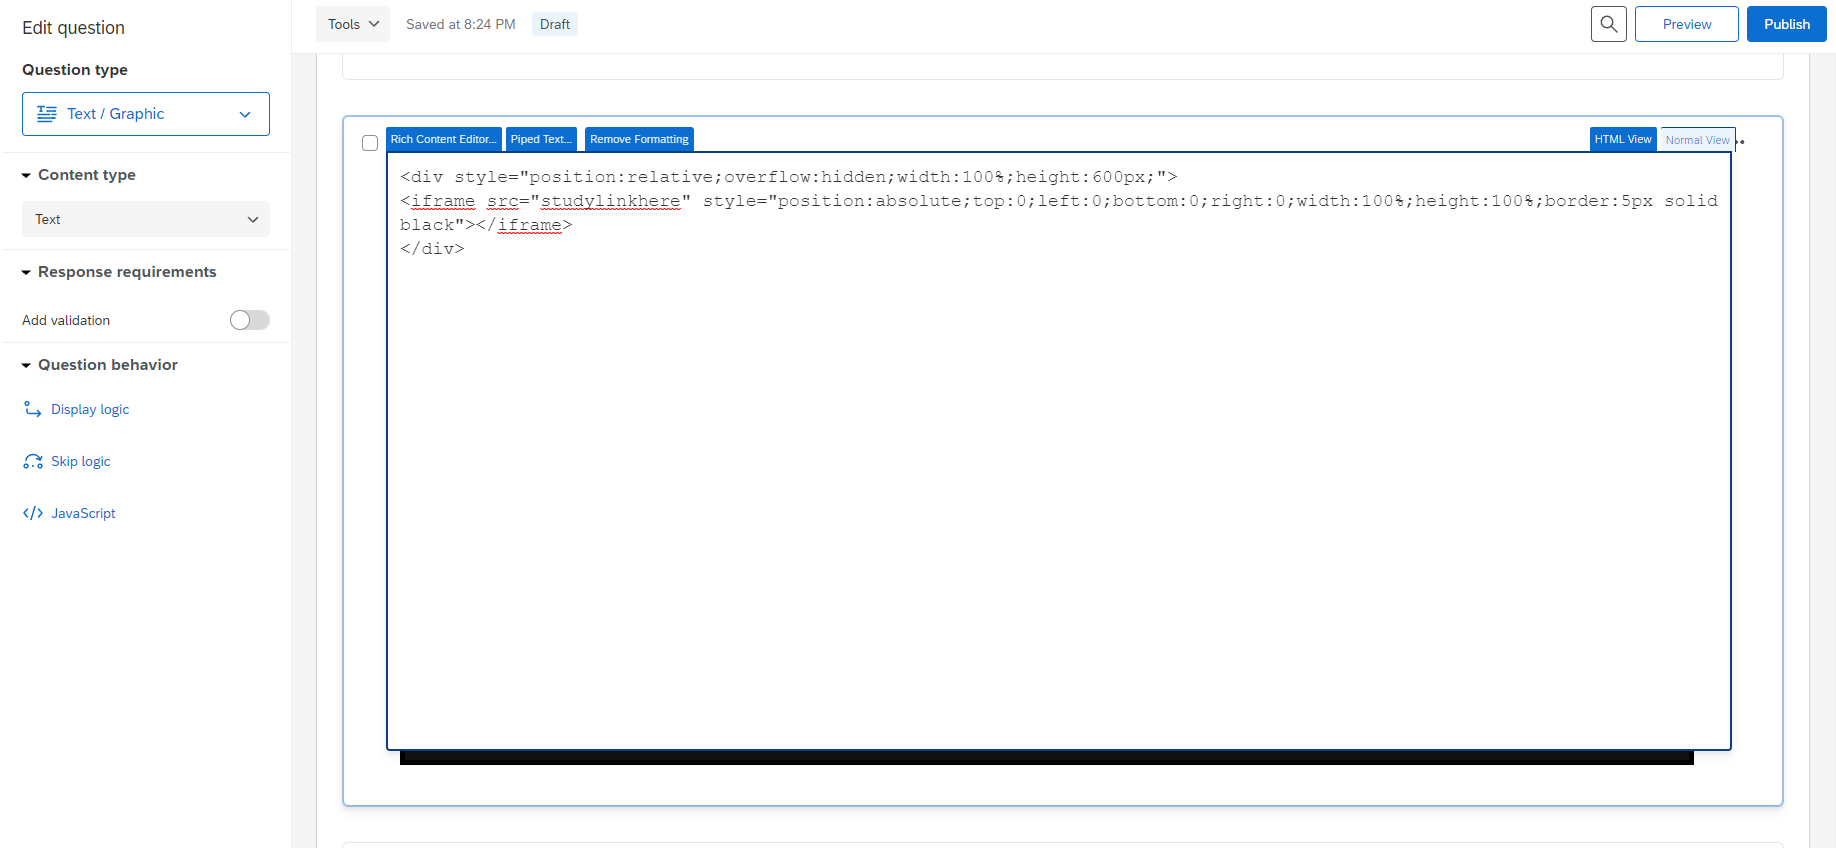 Edit question
Question type
Text / Graphic
Content type
Text
Response requirements
Add validation
Question behavior
Display logic
Skip logic
</> JavaScript
Tools Saved at 8:24 PM Draft Preview Publish
Rich Content Editor... Piped Text... Remove Formatting HTML View Normal View
<div style="position:relative;overflow:hidden;width:100%;height:600px;">
<iframe src="studylinkhere" style="position:absolute;top:0;left:0;bottom:0;right:0;width:100%;height:100%;border:5px solid
black"></iframe>
</div>